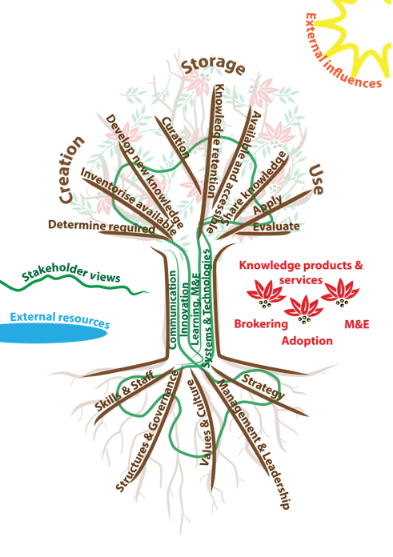 External influences
Storage
Creation
Use
Curation
Knowledge retention
Available and accessible
Develop new knowledge
Share knowledge
Inventorise available
Apply
Determine required
Evaluate
Stakeholder views
External resources
Communication
Innovation
Learning, M&E
Systems & Technologies
Knowledge products &
services
Brokering
M&E
Adoption
Skills & Staff
Structures & Governance
Values & Culture
Management & Leadership
Strategy